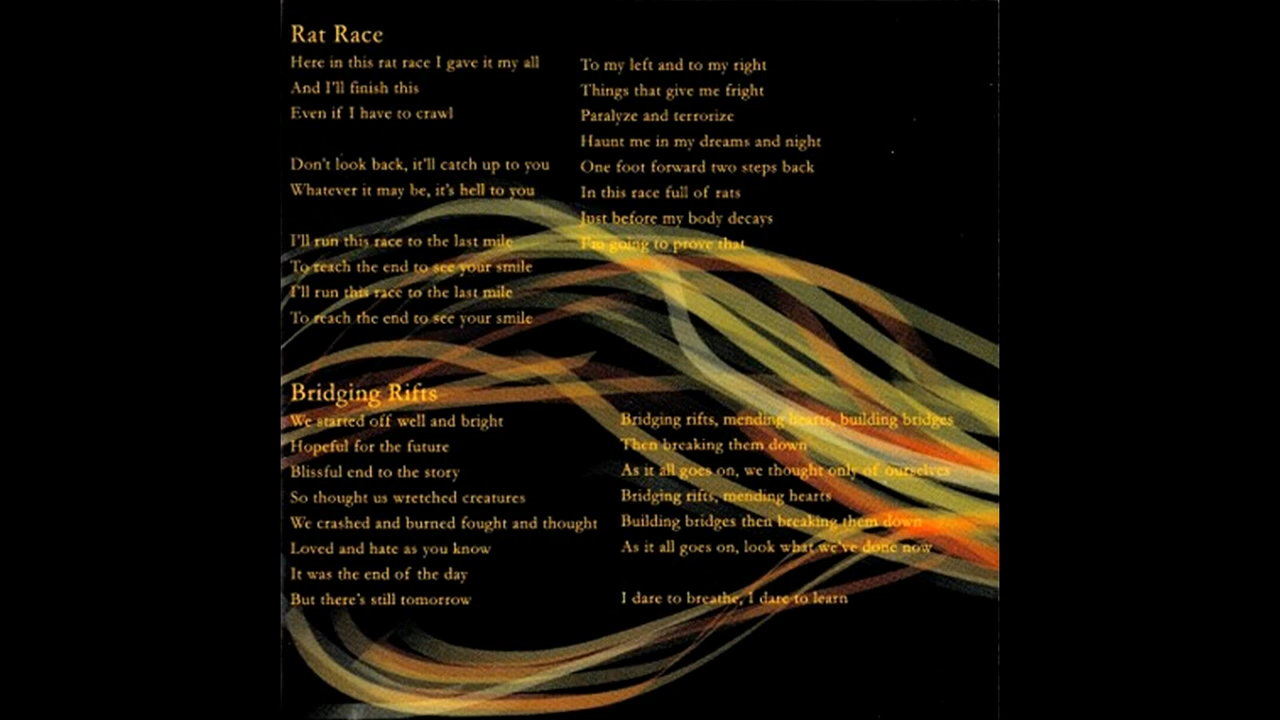 Rat Race
Here in this rat race I gave it my all
And I'll finish this
Even if I have to crawl
Don't look back, it'll catch up to you
Whatever it may be, it's hell to you
I'll run this race to the last mile
To reach the end to see your smile
I'll run this race to the last mile
To reach the end to see your smile
To my left and to my right
Things that give me fright
Paralyze and terrorize
Haunt me in my dreams and night
One foot forward two steps back
In this race full of rats
Just before my body decays
I'm going to prove that
Bridging Rifts
We started off well and bright
Hopeful for the future
Blissful end to the story
So thought us wretched creatures
We crashed and burned fought and thought
Loved and hate as you know
It was the end of the day
But there's still tomorrow
Bridging rifts, mending hearts, building bridges
Then breaking them down
As it all goes on, we thought only of ourselves
Bridging rifts, mending hearts
Building bridges then breaking them down
As it all goes on, look what we've done now
I dare to breathe, I dare to learn